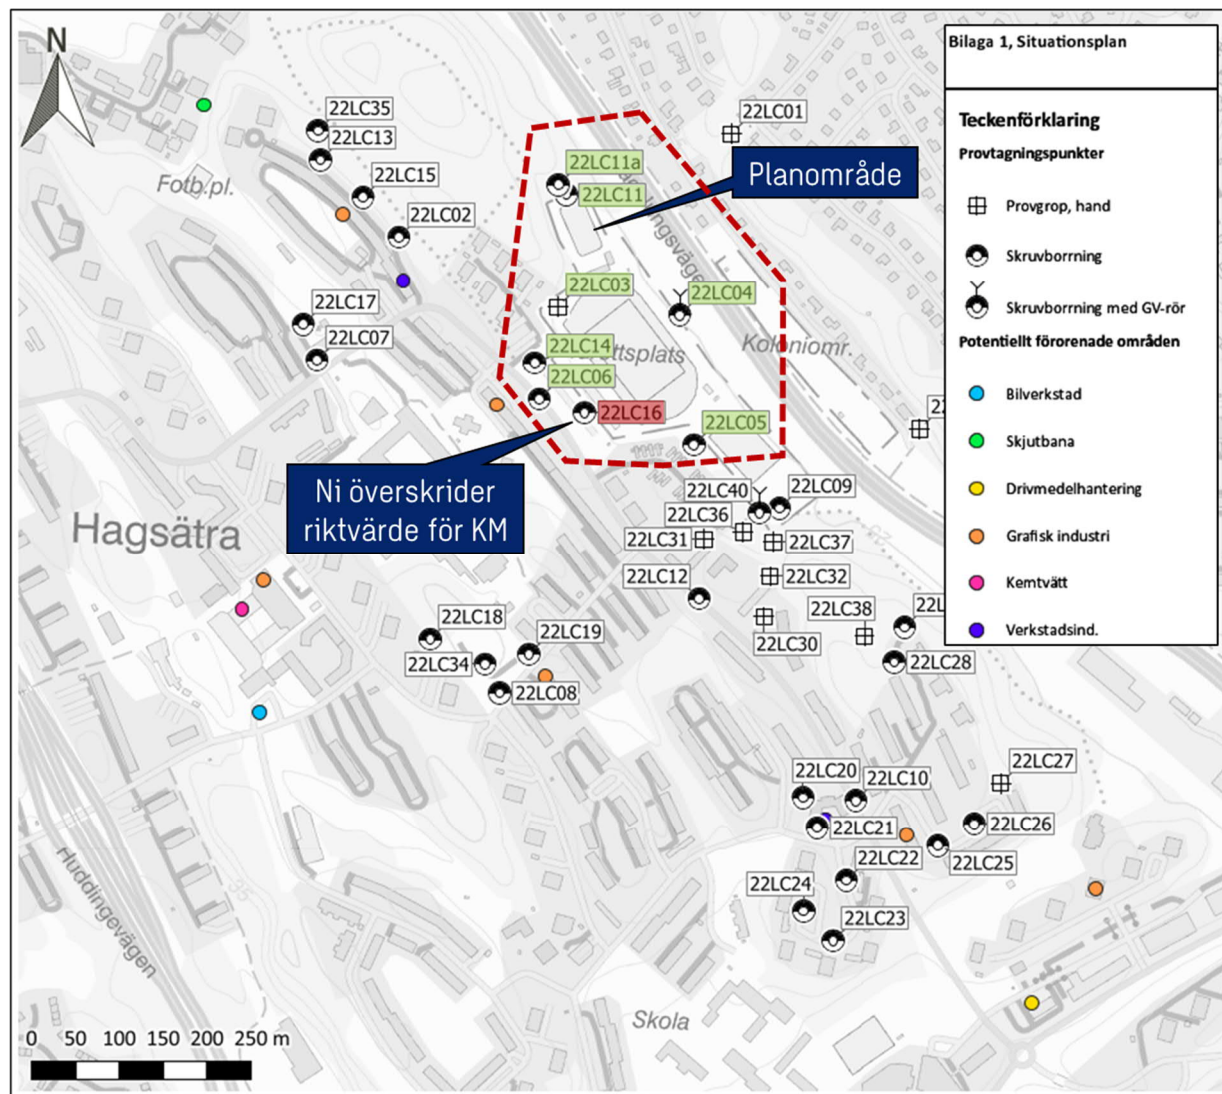 N
Bilaga 1, Situationsplan
Teckenförklaring
Provtagningspunkter
Provgrop, hand
Skruvborrning
Skruvborrning med GV-rör
Potentiellt förorenade områden
Bilverkstad
Skjutbana
Drivmedelhantering
Grafisk industri
Kemtvätt
Verkstadsind.
22LC35
22LC13
22LC15
22LC02
Fotb.pl.
22LC01
Planområde
22LC11a
22LC11
22LC03
22LC04
22LC17
22LC07
22LC14
22LC06
22LC16
22LC05
Koloniomr.
Ni överskrider
riktvärde för KM
Hagsätra
22LC40
22LC09
22LC36
22LC31
22LC37
22LC12
22LC32
22LC38
22LC30
22LC28
22LC18
22LC19
22LC34
22LC08
22LC20
22LC10
22LC27
22LC21
22LC26
22LC22
22LC25
22LC24
22LC23
Huddingevägen
35
Skola
0 50 100 150 200 250 m